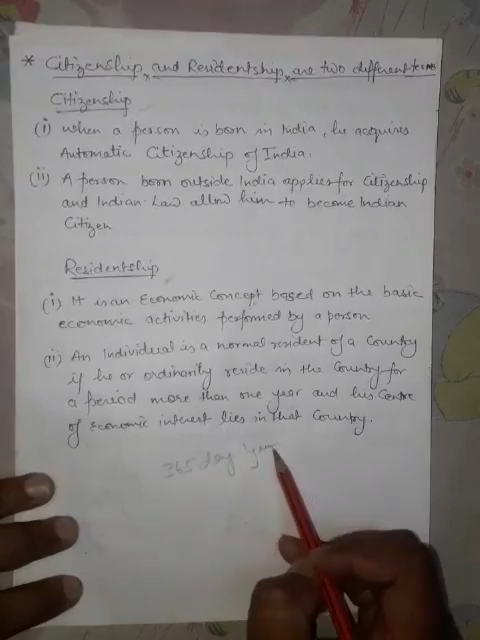 * Citizenship and Residentship are two different terms
Citizenship
(i) When a person is born in India, he acquires
Automatic Citizenship of India.
(ii) A person born outside India applies for Citizenship
and Indian Law allow him to become Indian
Citizen
Residentship
(i) It is an Economic Concept based on the basic
economic activities performed by a person
(ii) An Individual is a normal resident of a Country
if he or ordinarily reside in the Country for
a period more than one year and his Centre
of Economic interest lies in that Country.
365 day year